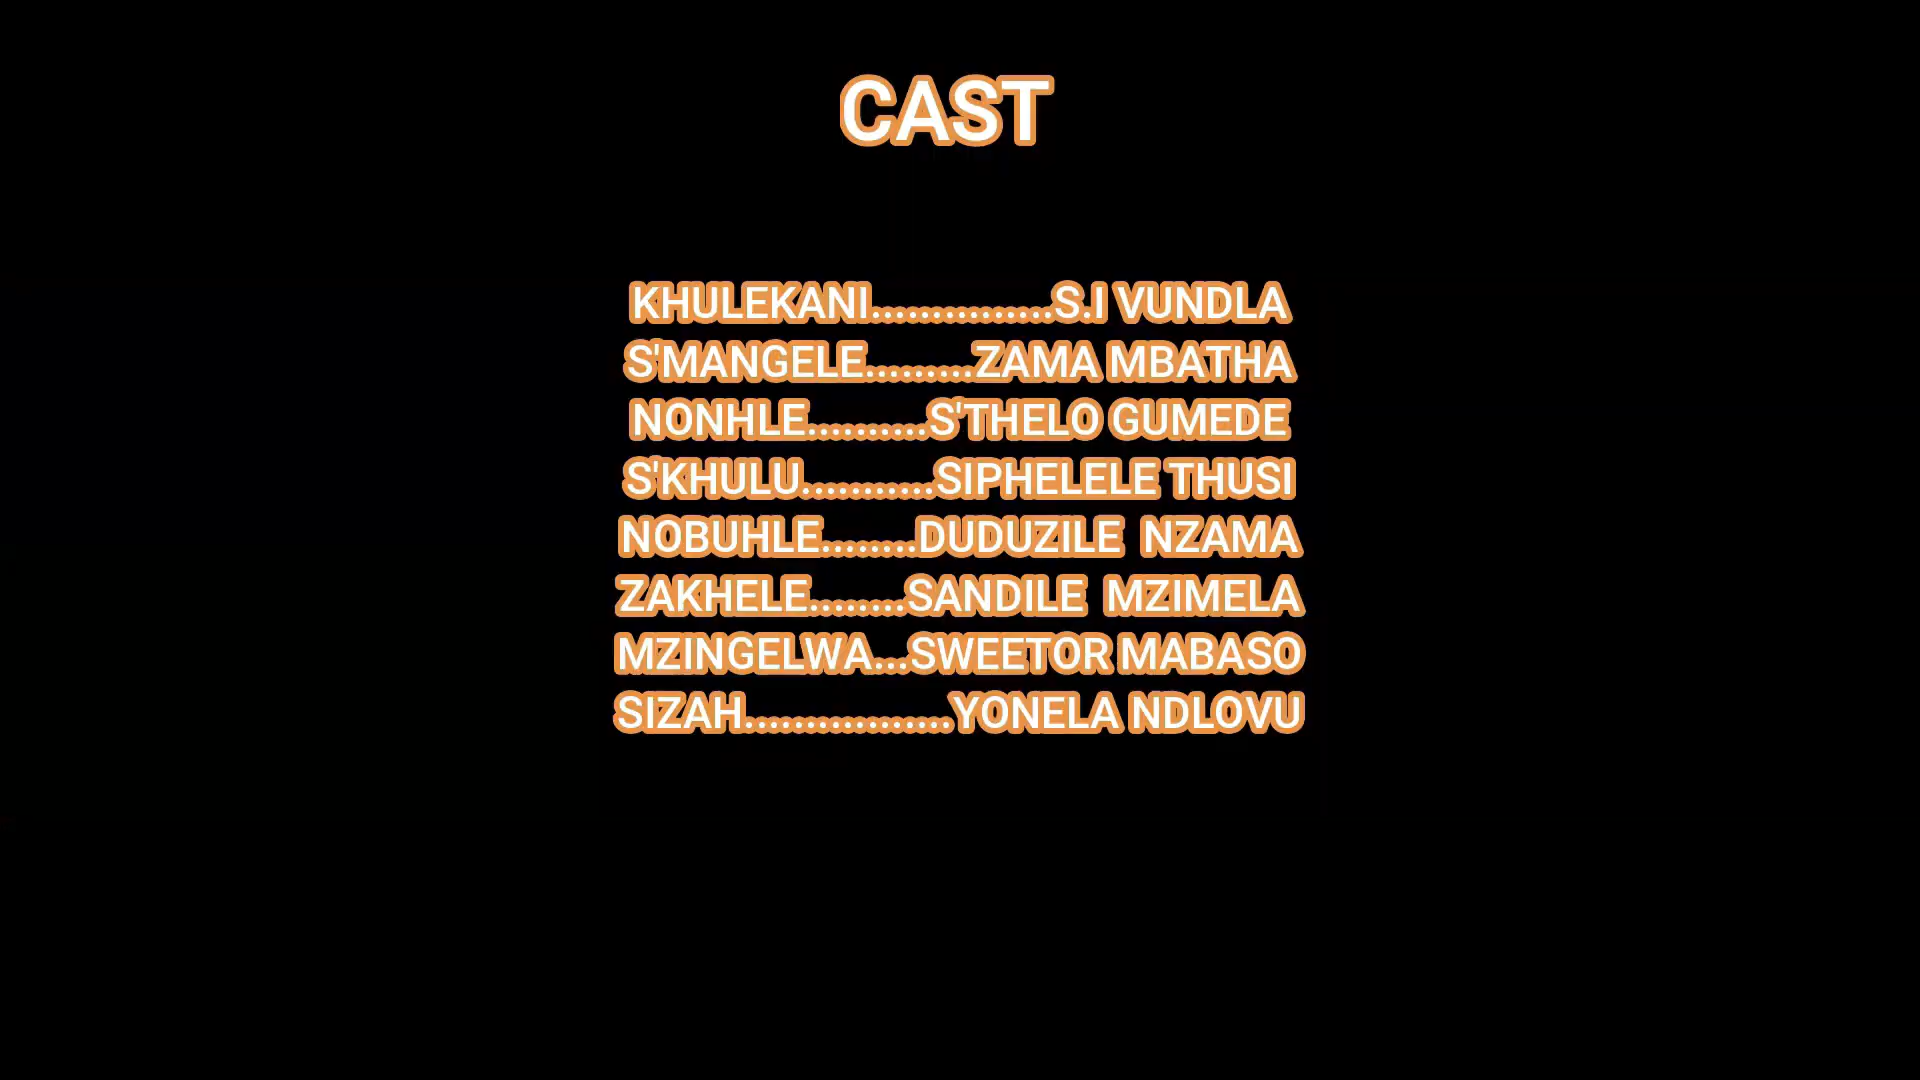 CAST
KHULEKANI...............S.I VUNDLA
S'MANGELE.........ZAMA MBATHA
NONHLE..........S'THELO GUMEDE
S'KHULU...........SIPHELELE THUSI
NOBUHLE........DUDUZILE  NZAMA
ZAKHELE........SANDILE  MZIMELA
MZINGELWA...SWEETOR MABASO
SIZAH.................YONELA NDLOVU